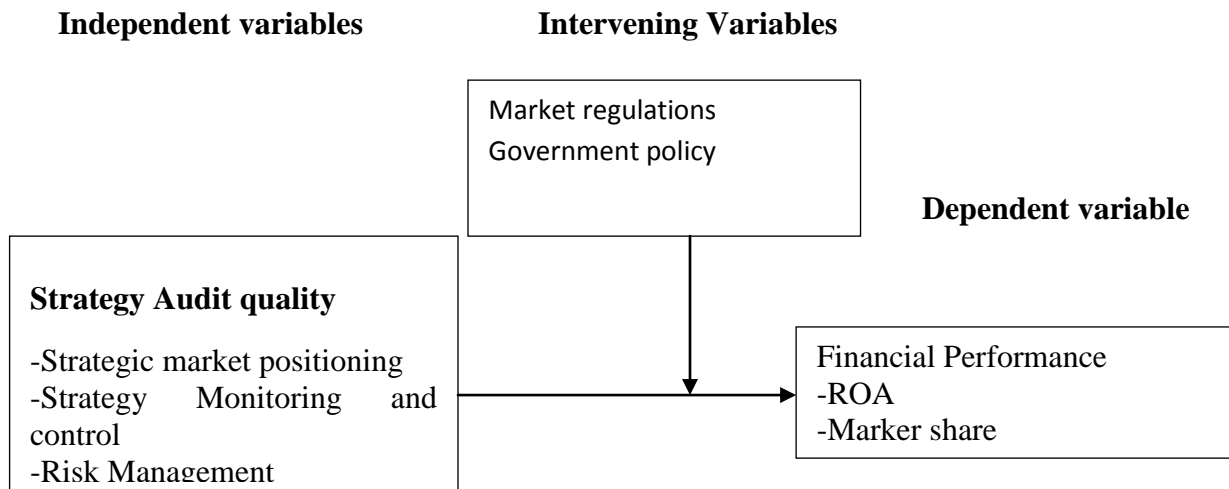 Independent variables
Intervening Variables
Market regulations
Government policy
Dependent variable
Strategy Audit quality
-Strategic market positioning
-Strategy Monitoring and
control
-Risk Management
Financial Performance
-ROA
-Marker share